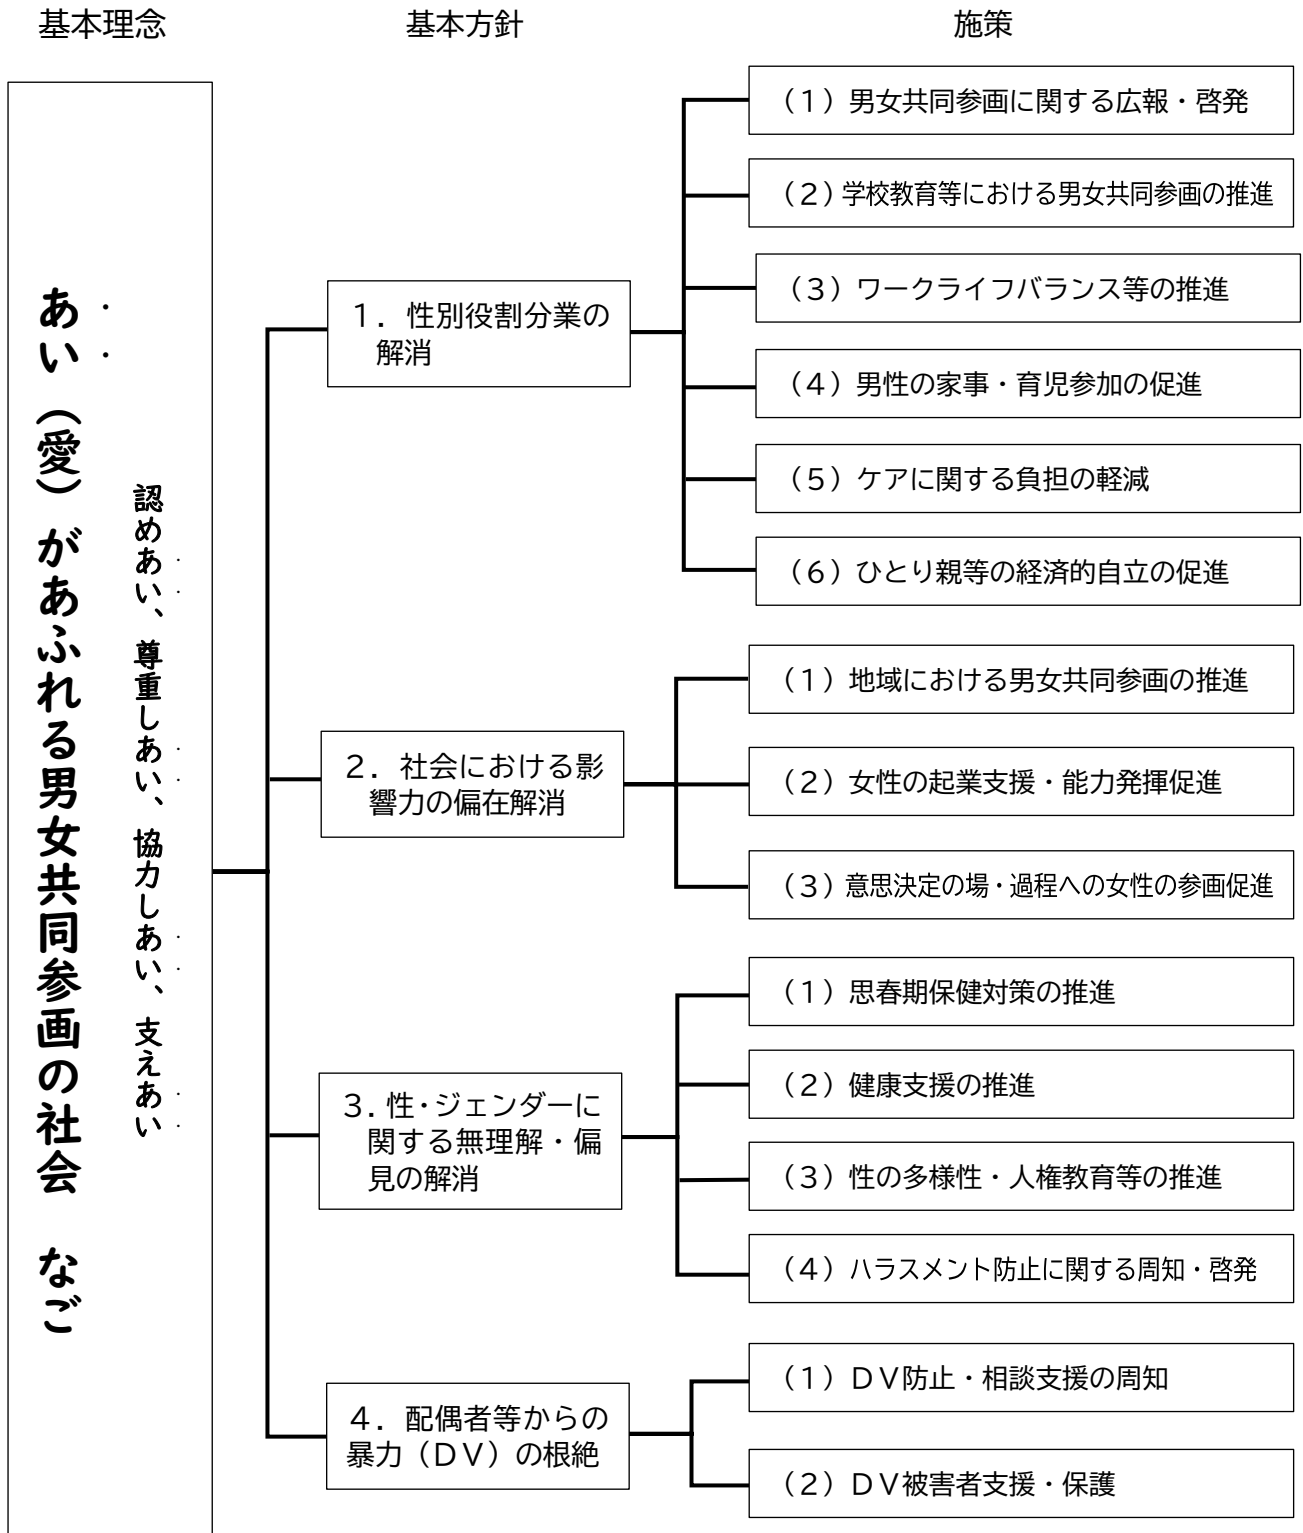 基本理念
基本方針
施策
あい（愛）があふれる男女共同参画の社会　なご
認めあい、尊重しあい、協力しあい、支えあい
１．性別役割分業の
解消
（１）男女共同参画に関する広報・啓発
（２）学校教育等における男女共同参画の推進
（３）ワークライフバランス等の推進
（４）男性の家事・育児参加の促進
（５）ケアに関する負担の軽減
（６）ひとり親等の経済的自立の促進
２．社会における影
響力の偏在解消
（１）地域における男女共同参画の推進
（２）女性の起業支援・能力発揮促進
（３）意思決定の場・過程への女性の参画促進
３．性・ジェンダーに
関する無理解・偏
見の解消
（１）思春期保健対策の推進
（２）健康支援の推進
（３）性の多様性・人権教育等の推進
（４）ハラスメント防止に関する周知・啓発
４．配偶者等からの
暴力（ＤＶ）の根絶
（１）ＤＶ防止・相談支援の周知
（２）ＤＶ被害者支援・保護